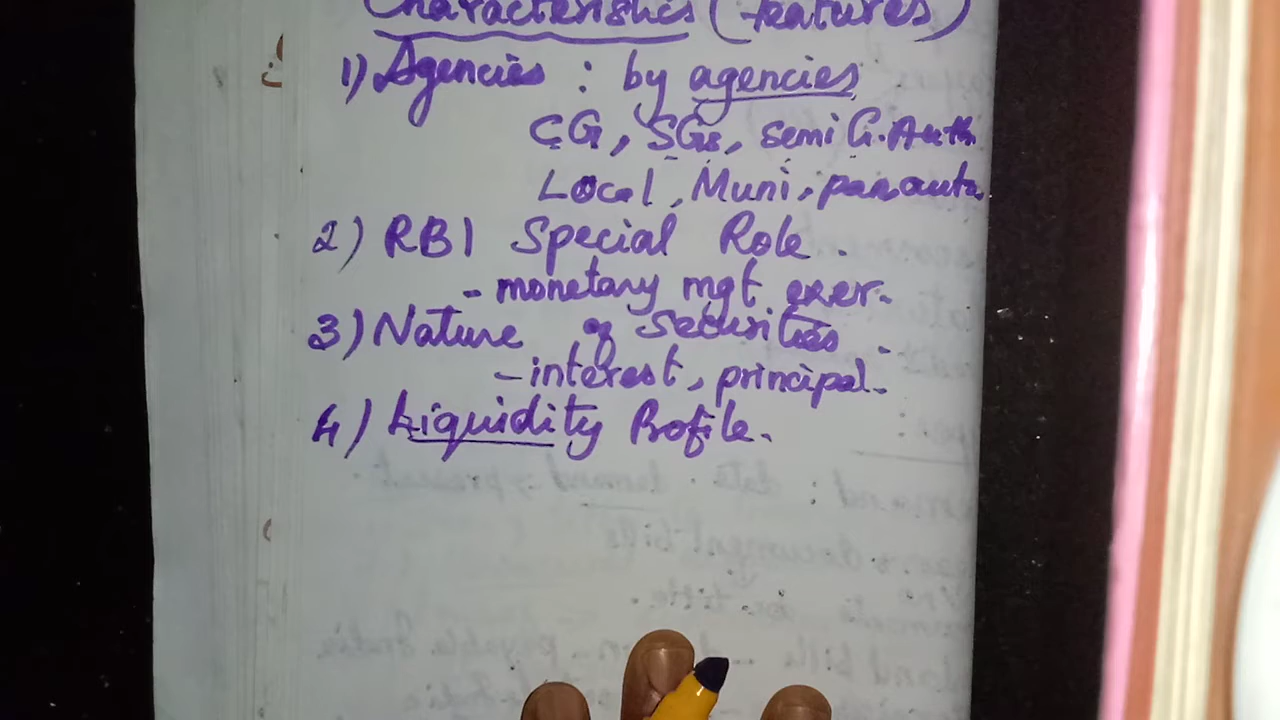 Characteristics (features)
1) Agencies : by agencies
CG, SGs, semi G. Auth
Local, Muni,
2) RBI Special Role.
- monetary mgt exer.
3) Nature of Securities.
- interest, principal.
4) Liquidity Profile.